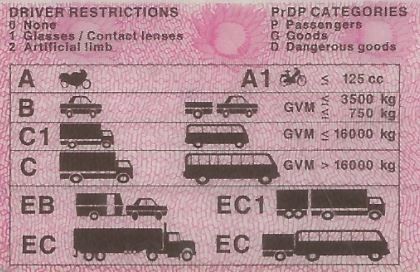 DRIVER RESTRICTIONS PrDP CATEGORIES
0 None P Passengers
1 Glasses / Contact lenses G Goods
2 Artificial limb D Dangerous goods
A A1 ≤ 125 cc
B GVM ≤ 3500 kg
≤ 750 kg
C1 GVM ≤ 16000 kg
C GVM > 16000 kg
EB EC1
EC EC